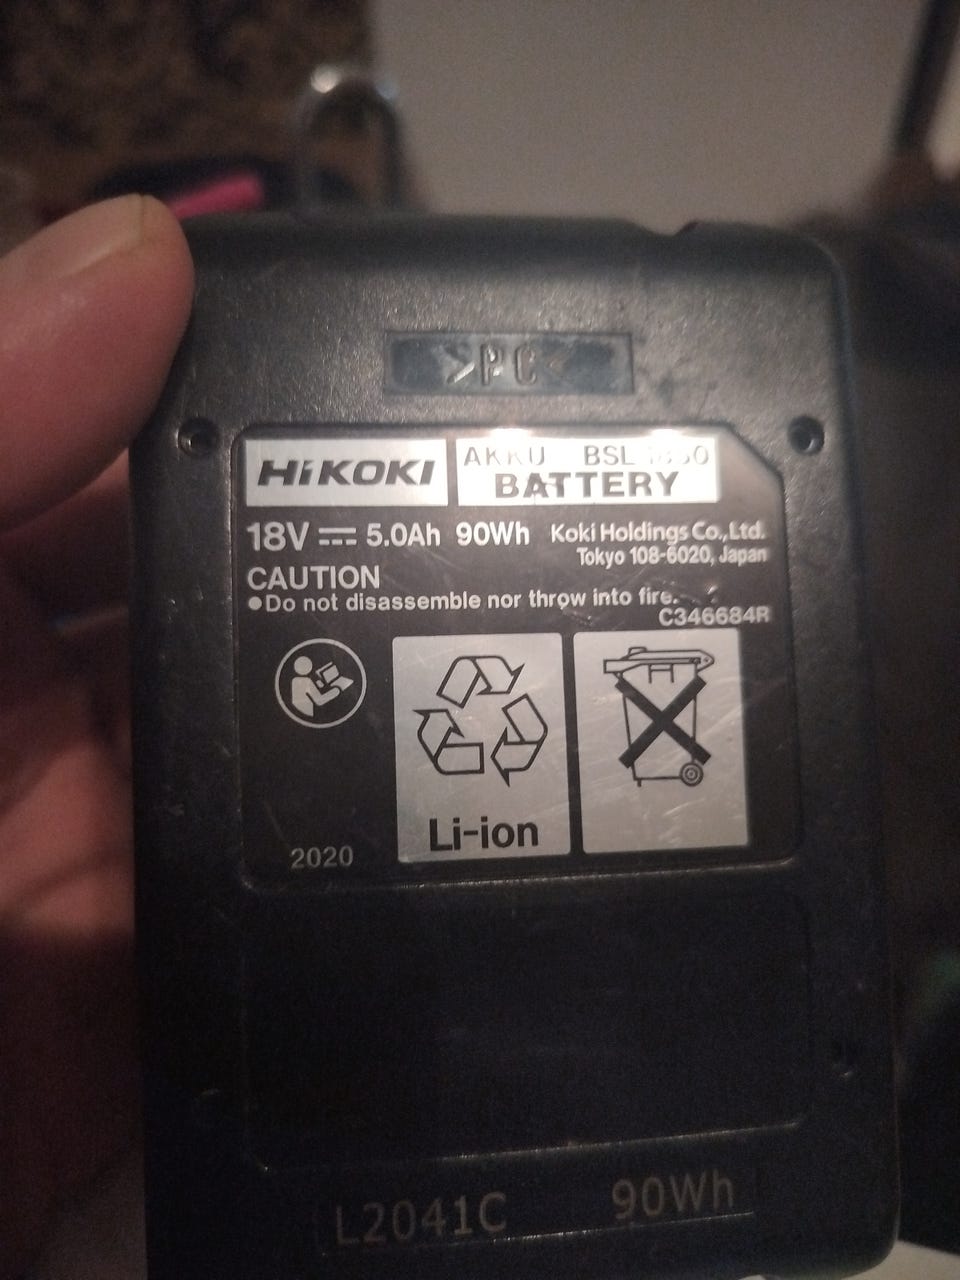 >PC<
HiKOKI
AKKU BSL 1850
BATTERY
18V 5.0Ah 90Wh Koki Holdings Co.,Ltd.
Tokyo 108-6020, Japan
CAUTION
●Do not disassemble nor throw into fire.
C346684R
Li-ion
2020
L2041C 90Wh